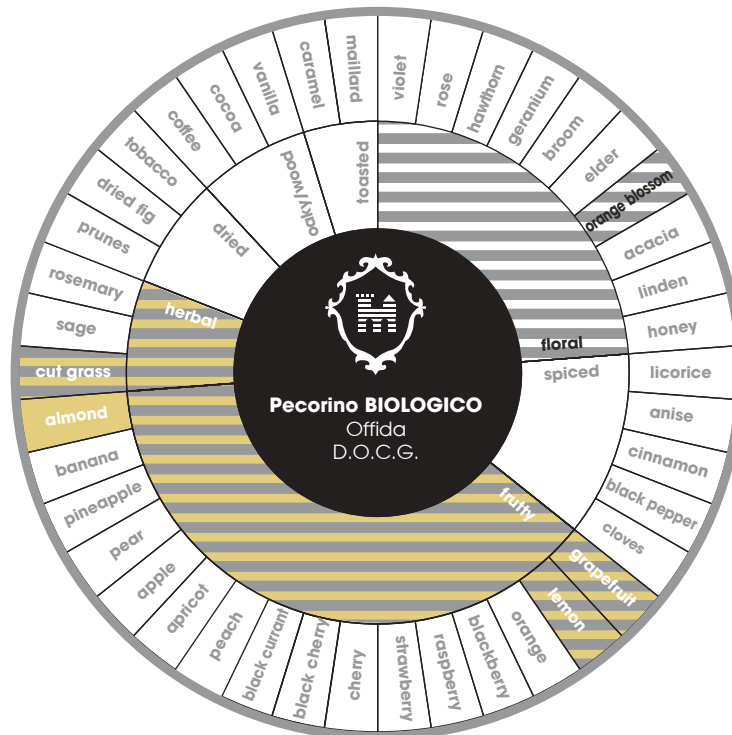 violet
rose
hawthorn
geranium
broom
elder
orange blossom
acacia
linden
honey
licorice
anise
cinnamon
black pepper
cloves
grapefruit
lemon
orange
blackberry
raspberry
strawberry
cherry
black cherry
black currant
peach
apricot
apple
pear
pineapple
banana
almond
cut grass
sage
rosemary
prunes
dried fig
tobacco
coffee
cocoa
vanilla
caramel
maillard
toasted
floral
spiced
frutty
herbal
dried
oaky/wood
Pecorino BIOLOGICO
Offida
D.O.C.G.